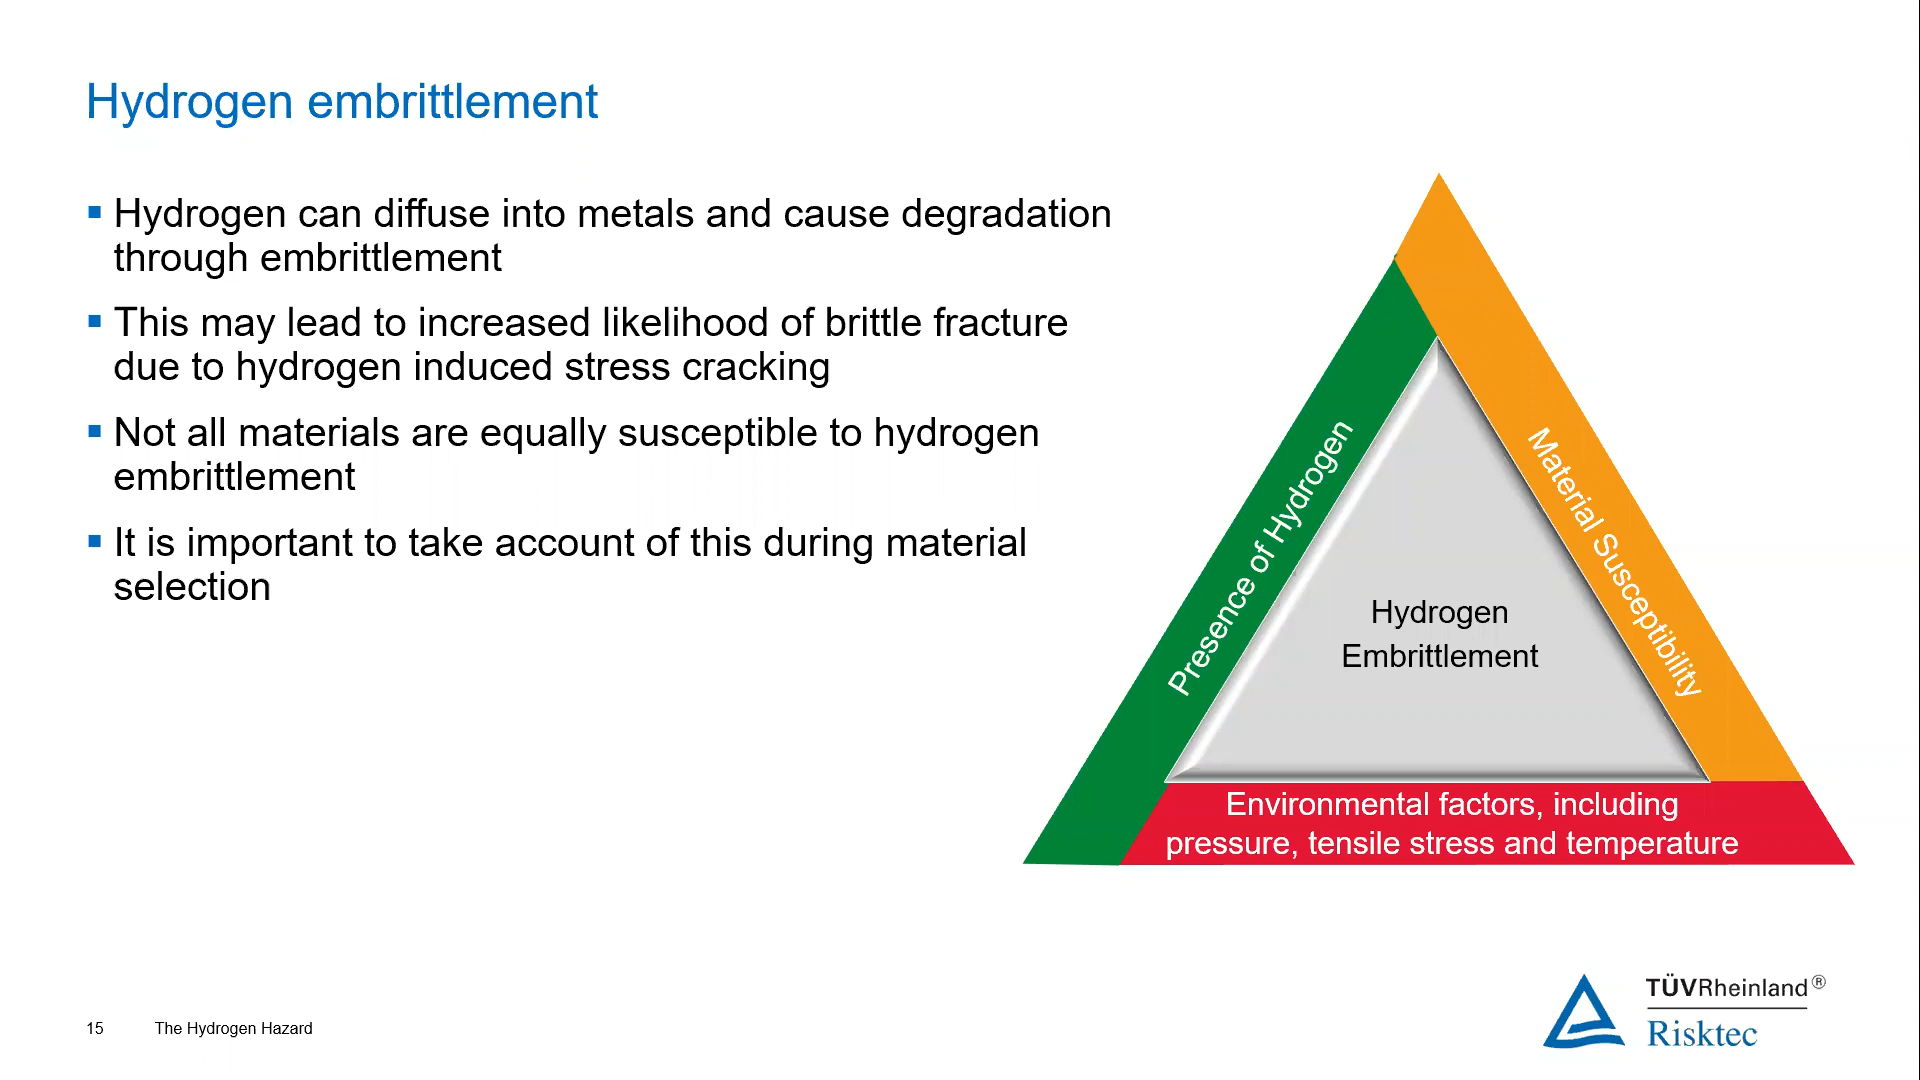 Hydrogen embrittlement
▪ Hydrogen can diffuse into metals and cause degradation
through embrittlement
▪ This may lead to increased likelihood of brittle fracture
due to hydrogen induced stress cracking
▪ Not all materials are equally susceptible to hydrogen
embrittlement
▪ It is important to take account of this during material
selection
Presence of Hydrogen
Material Susceptibility
Hydrogen
Embrittlement
Environmental factors, including
pressure, tensile stress and temperature
15 The Hydrogen Hazard
TÜVRheinland®
Risktec